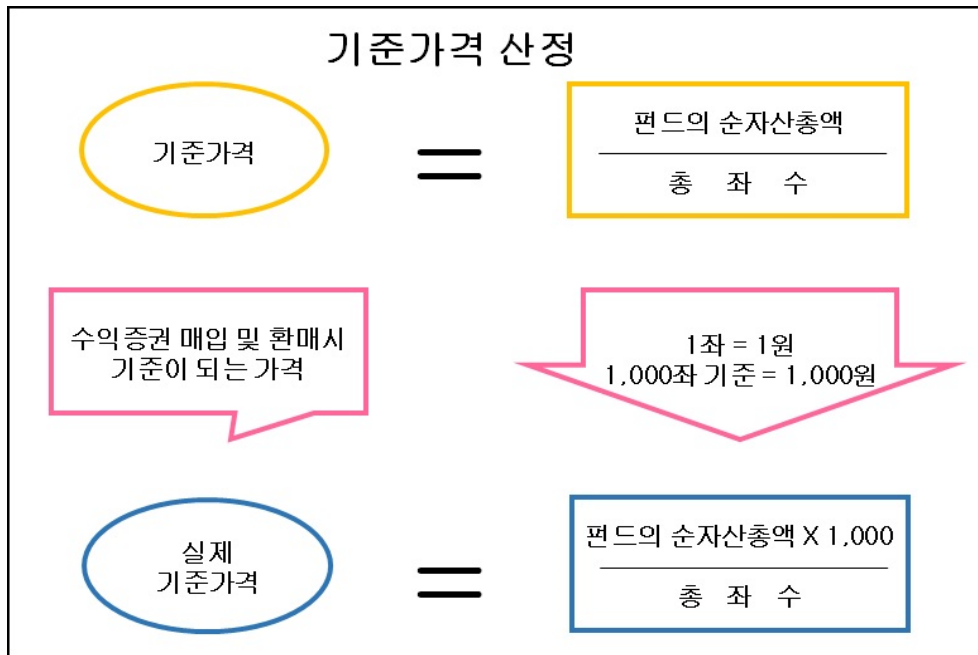 기준가격 산정
기준가격
=
펀드의 순자산총액
총 좌 수
수익증권 매입 및 환매시
기준이 되는 가격
1좌 = 1원
1,000좌 기준 = 1,000원
실제
기준가격
=
펀드의 순자산총액 X 1,000
총 좌 수